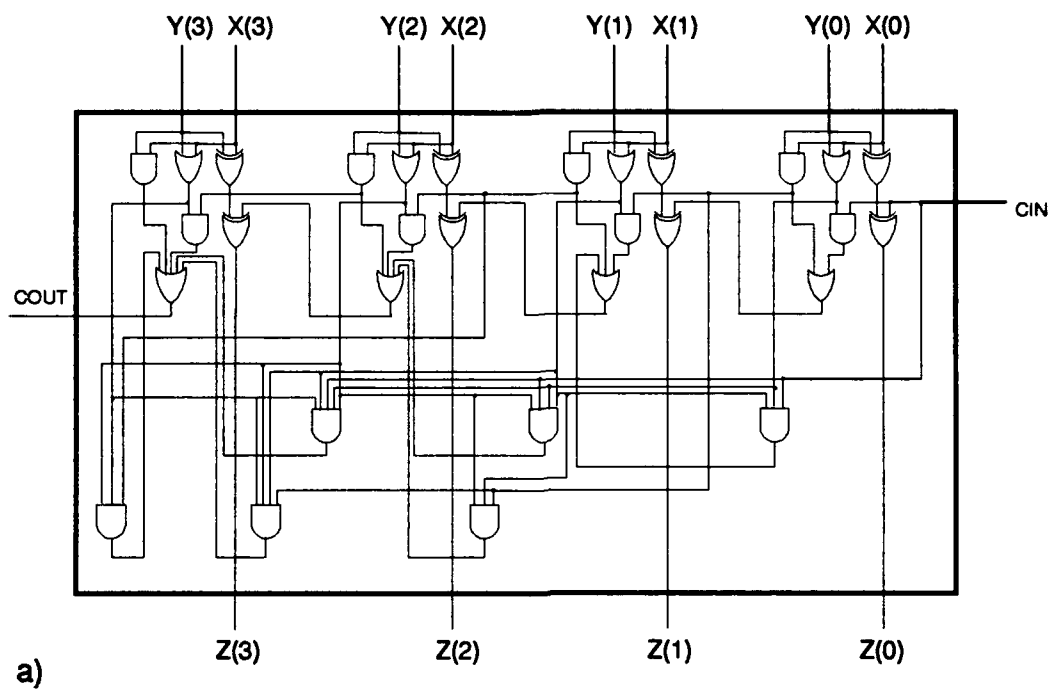 Y(3) X(3) Y(2) X(2) Y(1) X(1) Y(0) X(0)
CIN
COUT
Z(3) Z(2) Z(1) Z(0)
a)